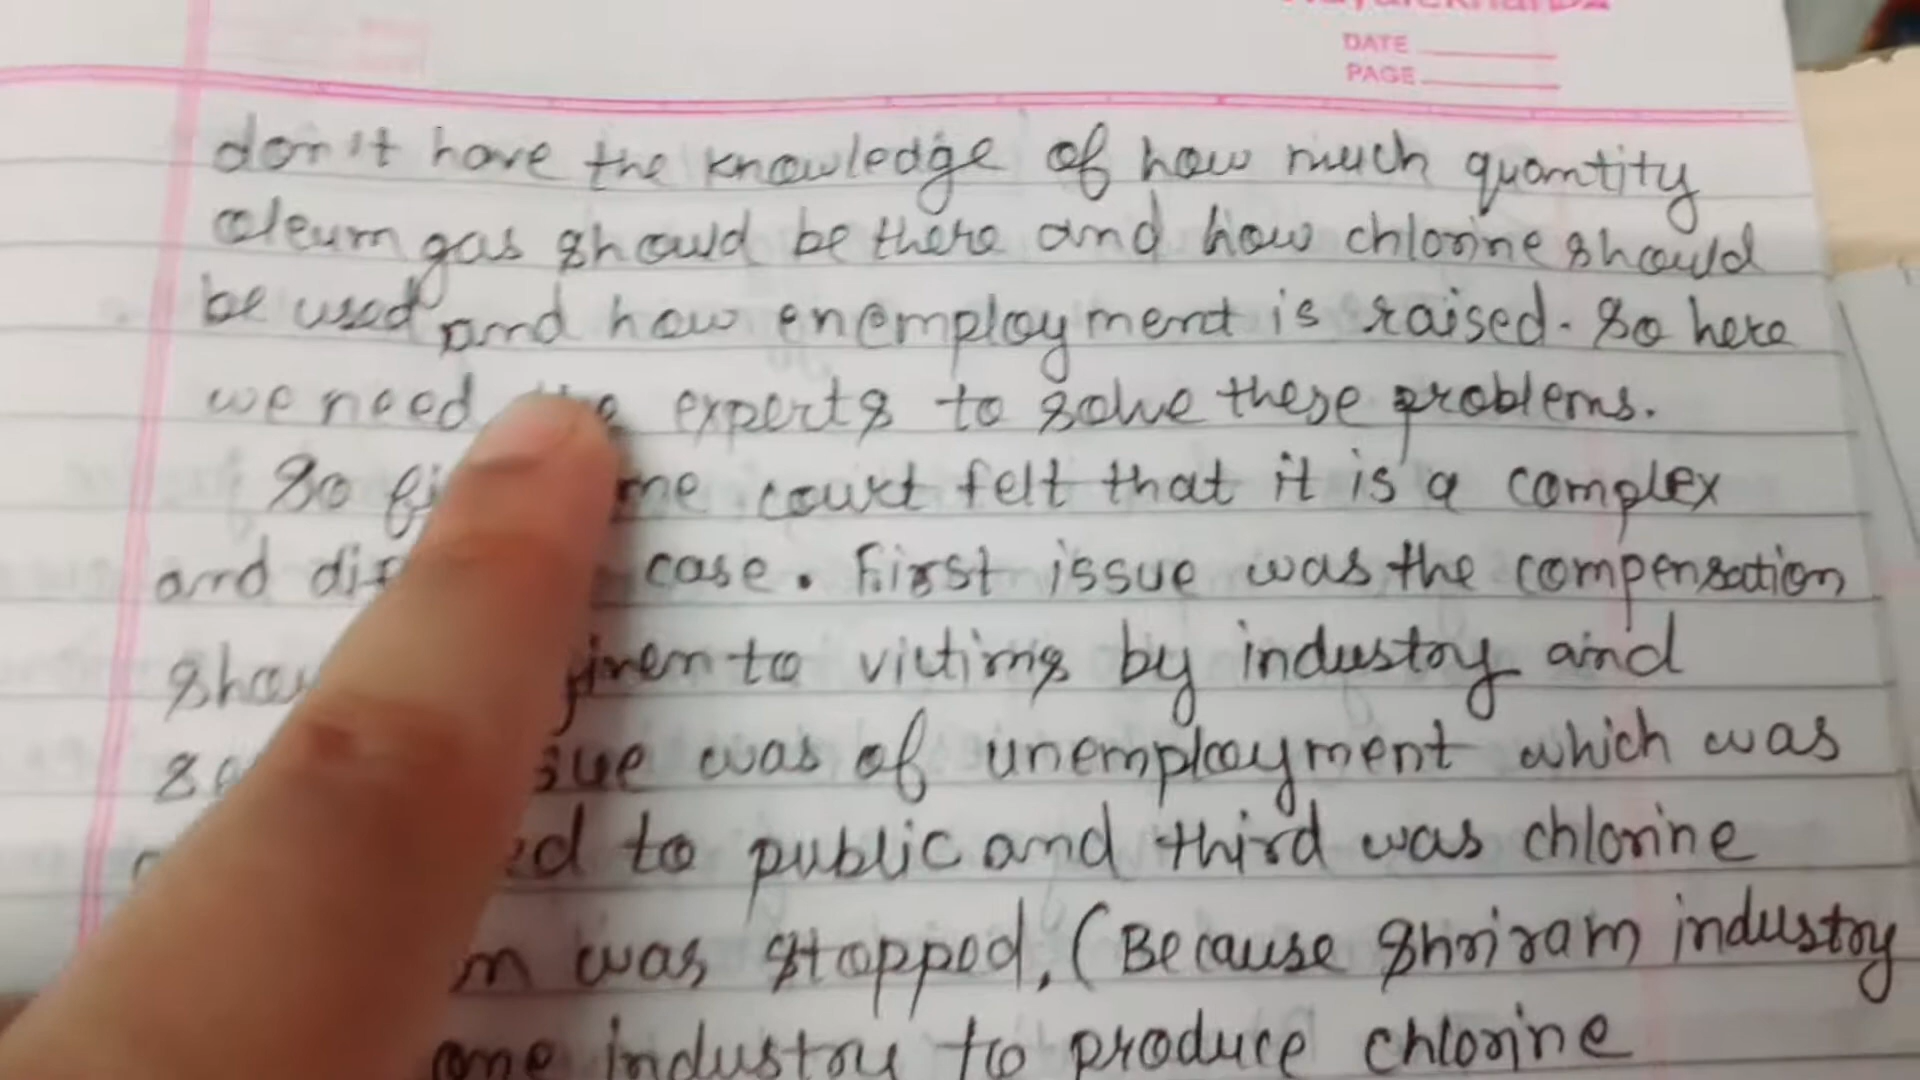 DATE
PAGE
don't have the knowledge of how much quantity
oleum gas should be there and how chlorine should
be used and how enemployment is raised. So here
we need the experts to solve these problems.
So court felt that it is a complex
and case. First issue was the compensation
to victims by industry and
was of unemployment which was
to public and third was chlorine
was stopped. (Because Shriram industry
industry to produce chlorine